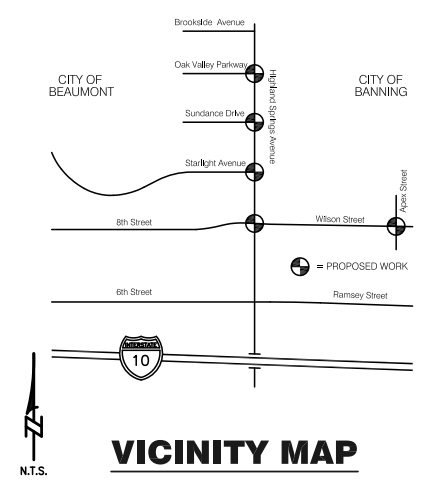 Brookside Avenue
Oak Valley Parkway
Highland Springs Avenue
CITY OF
BEAUMONT
CITY OF
BANNING
Sundance Drive
Starlight Avenue
Apex Street
8th Street
Wilson Street
= PROPOSED WORK
6th Street
Ramsey Street
INTERSTATE
10
N
N.T.S.
VICINITY MAP